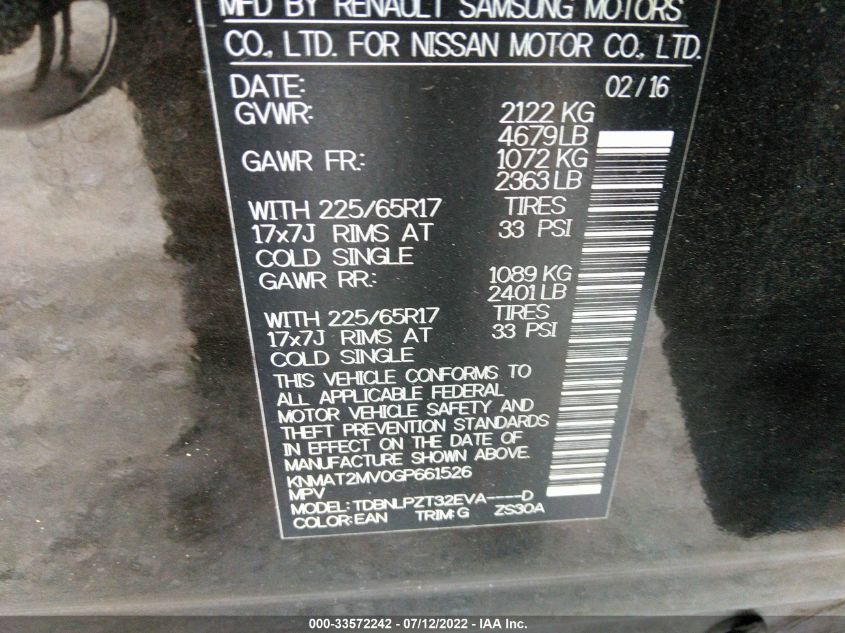 MFD BY RENAULT SAMSUNG MOTORS
CO., LTD. FOR NISSAN MOTOR CO., LTD.
DATE: 02/16
GVWR: 2122 KG
4679LB
GAWR FR: 1072 KG
2363 LB
WITH 225/65R17 TIRES
17x7J RIMS AT 33 PSI
COLD SINGLE
GAWR RR: 1089 KG
2401 LB
WITH 225/65R17 TIRES
17x7J RIMS AT 33 PSI
COLD SINGLE
THIS VEHICLE CONFORMS TO
ALL APPLICABLE FEDERAL
MOTOR VEHICLE SAFETY AND
THEFT PREVENTION STANDARDS
IN EFFECT ON THE DATE OF
MANUFACTURE SHOWN ABOVE.
KNMAT2MV0GP661526
MPV
MODEL: TDBNLPZT32EVA----D
COLOR:EAN TRIM:G ZS30A
000-33572242 - 07/12/2022 - IAA Inc.